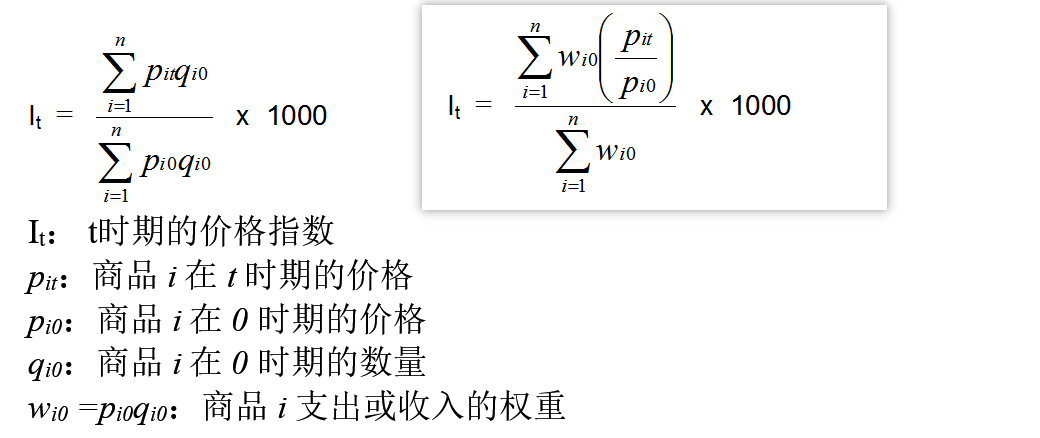 I_t = \frac{\sum_{i=1}^{n} p_{it}q_{i0}}{\sum_{i=1}^{n} p_{i0}q_{i0}} x 1000
I_t = \frac{\sum_{i=1}^{n} w_{i0}\left(\frac{p_{it}}{p_{i0}}\right)}{\sum_{i=1}^{n} w_{i0}} x 1000
I_t： t时期的价格指数
p_{it}：商品 i 在 t 时期的价格
p_{i0}：商品 i 在 0 时期的价格
q_{i0}：商品 i 在 0 时期的数量
w_{i0} =p_{i0}q_{i0}：商品 i 支出或收入的权重